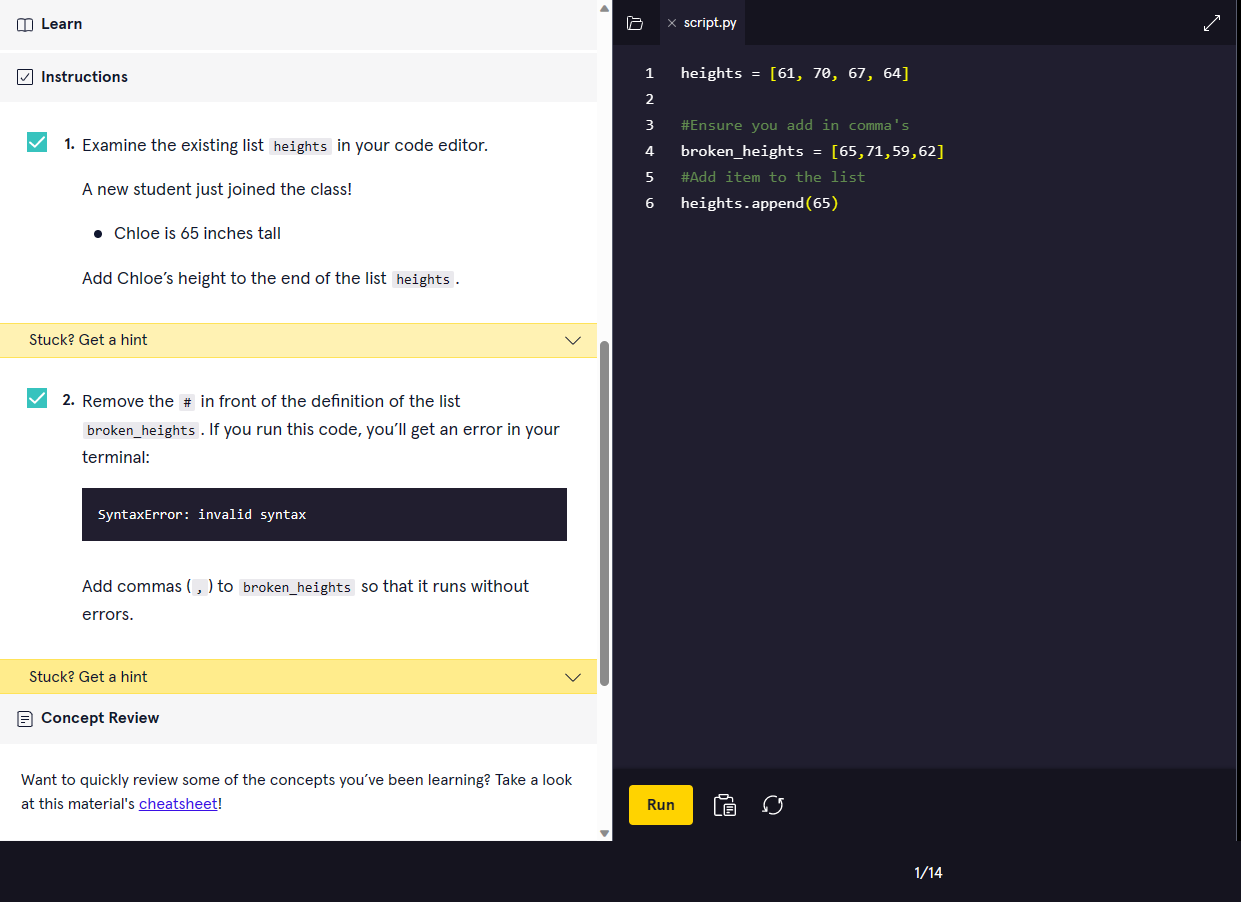 Learn
Instructions
1. Examine the existing list heights in your code editor.
A new student just joined the class!
● Chloe is 65 inches tall
Add Chloe’s height to the end of the list heights.
Stuck? Get a hint
2. Remove the # in front of the definition of the list
broken_heights. If you run this code, you’ll get an error in your
terminal:
SyntaxError: invalid syntax
Add commas (,) to broken_heights so that it runs without
errors.
Stuck? Get a hint
Concept Review
Want to quickly review some of the concepts you’ve been learning? Take a look
at this material's cheatsheet!
script.py
1 heights = [61, 70, 67, 64]
2
3 #Ensure you add in comma's
4 broken_heights = [65,71,59,62]
5 #Add item to the list
6 heights.append(65)
Run
1/14